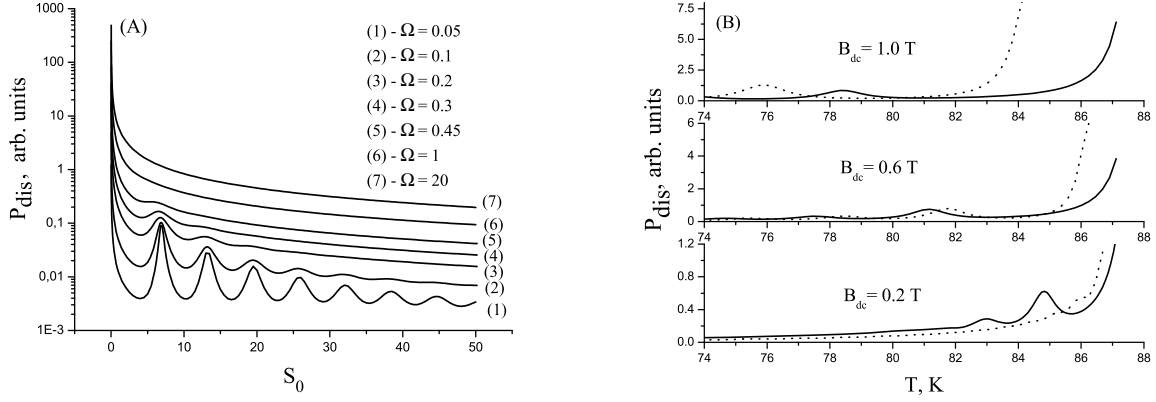 (A)
1000
100
10
1
0,1
0,01
1E-3
P_dis, arb. units
0 10 20 30 40 50
S_0
(1) - Ω = 0.05
(2) - Ω = 0.1
(3) - Ω = 0.2
(4) - Ω = 0.3
(5) - Ω = 0.45
(6) - Ω = 1
(7) - Ω = 20
(7)
(6)
(5)
(4)
(3)
(2)
(1)
(B)
7.5
5.0
2.5
0.0
B_dc = 1.0 T
74 76 78 80 82 84 86 88
6
4
2
0
B_dc = 0.6 T
74 76 78 80 82 84 86 88
1.2
0.8
0.4
0.0
B_dc = 0.2 T
74 76 78 80 82 84 86 88
P_dis, arb. units
T, K